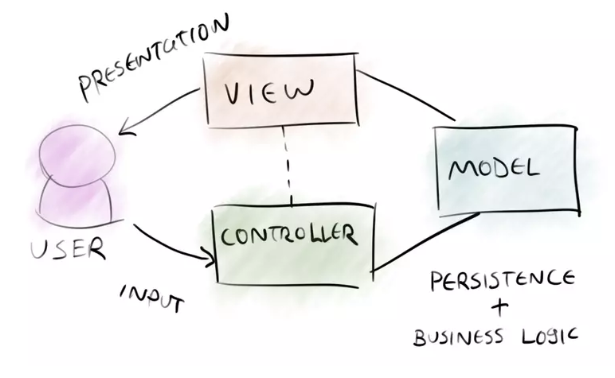 PRESENTATION
VIEW
MODEL
USER
CONTROLLER
INPUT
PERSISTENCE
+
BUSINESS LOGIC